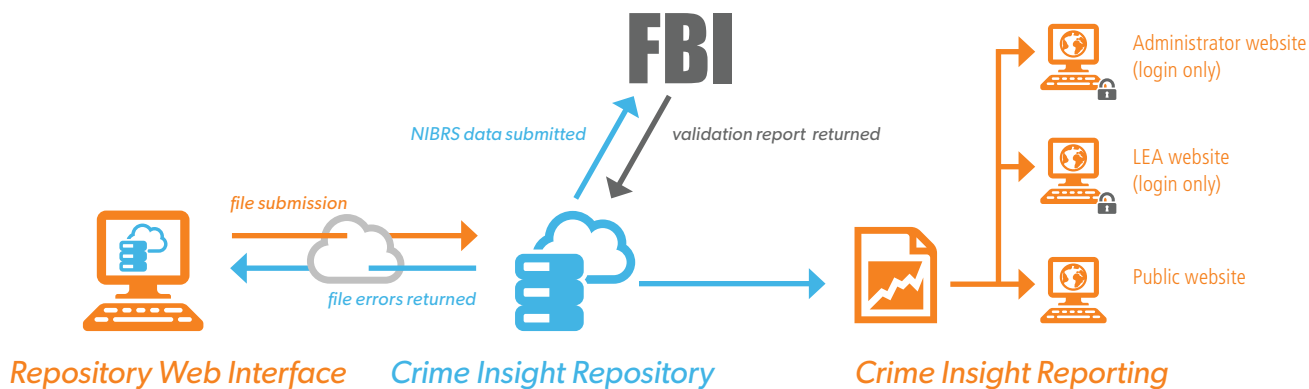 FBI
NIBRS data submitted
validation report returned
file submission
file errors returned
Administrator website
(login only)
LEA website
(login only)
Public website
Repository Web Interface
Crime Insight Repository
Crime Insight Reporting